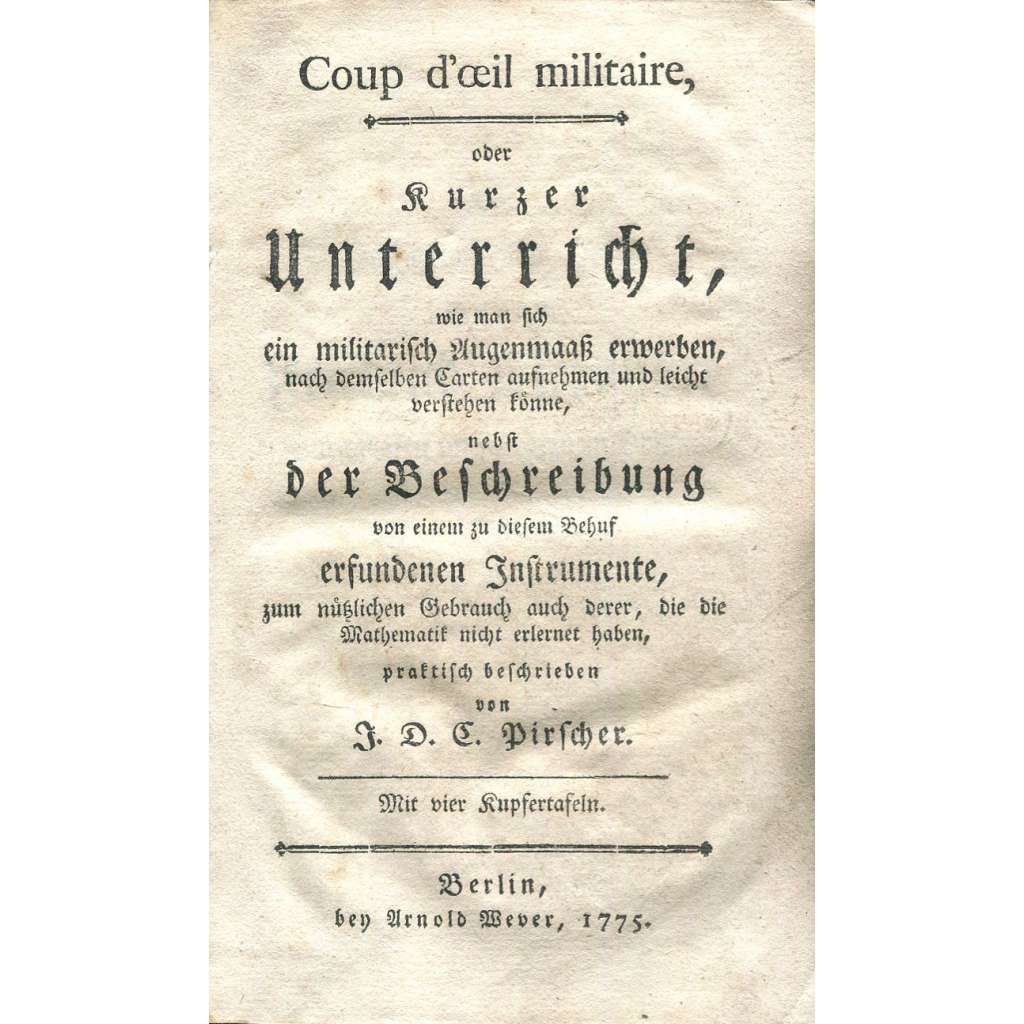 Coup d'œil militaire,
oder
Kurzer
Unterricht,
wie man sich
ein militarisch Augenmaaß erwerben,
nach demselben Carten aufnehmen und leicht
verstehen könne,
nebst
der Beschreibung
von einem zu diesem Behuf
erfundenen Instrumente,
zum nützlichen Gebrauch auch derer, die die
Mathematik nicht erlernet haben,
praktisch beschrieben
von
J. D. C. Pirscher.
Mit vier Kupfertafeln.
Berlin,
bey Arnold Wever, 1775.